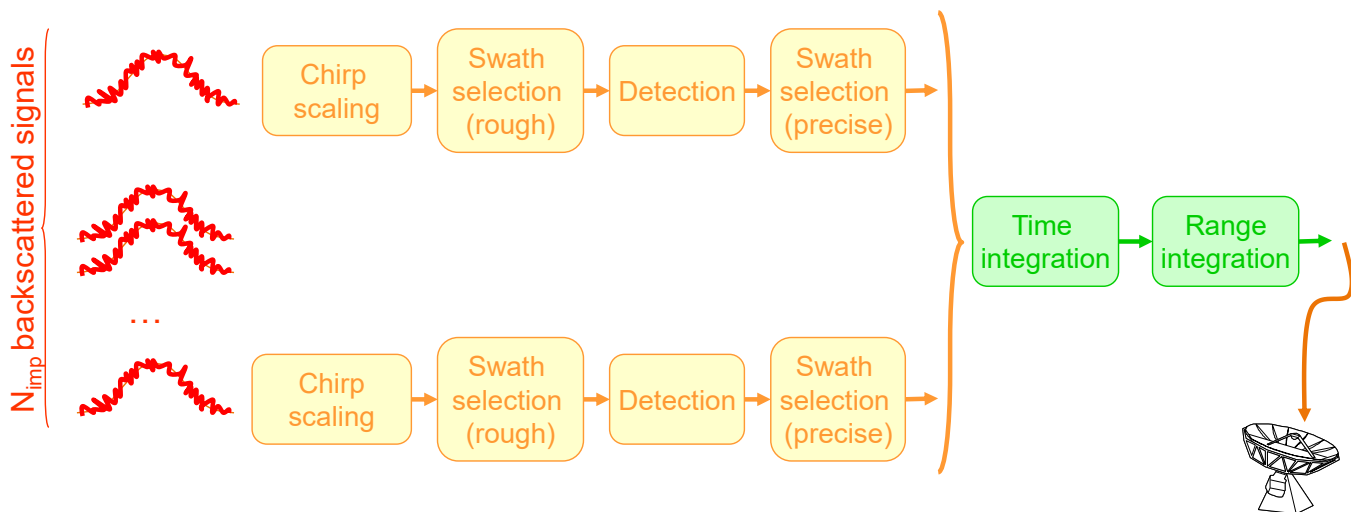 N_imp backscattered signals
Chirp
scaling
Swath
selection
(rough)
Detection
Swath
selection
(precise)
Time
integration
Range
integration
...
Chirp
scaling
Swath
selection
(rough)
Detection
Swath
selection
(precise)